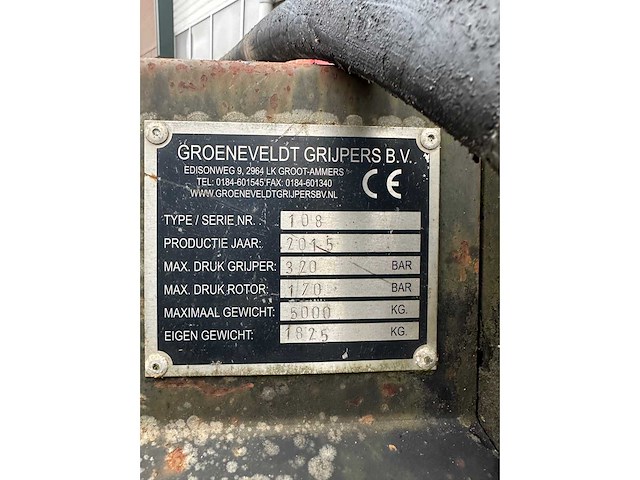 GROENEVELDT GRIJPERS B.V.
EDISONWEG 9, 2964 LK GROOT-AMMERS
TEL: 0184-601545 FAX: 0184-601340
WWW.GROENEVELDTGRIJPERSBV.NL
CE
TYPE / SERIE NR. 108
PRODUCTIE JAAR: 2015
MAX. DRUK GRIJPER: 320 BAR
MAX. DRUK ROTOR: 170 BAR
MAXIMAAL GEWICHT: 5000 KG.
EIGEN GEWICHT: 1825 KG.